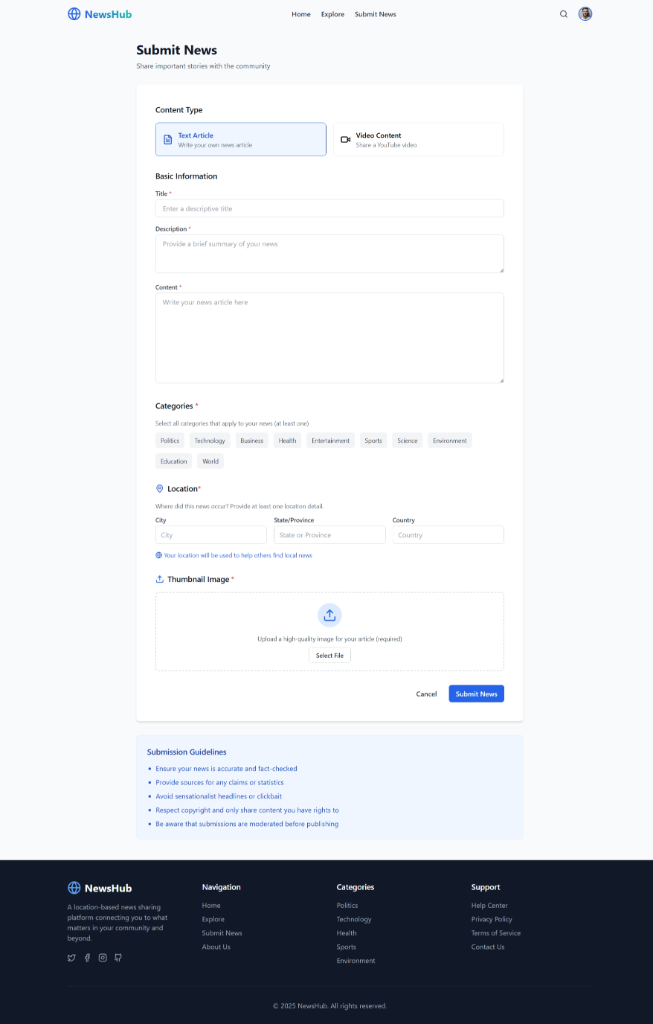 NewsHub
Home Explore Submit News
Submit News
Share important stories with the community
Content Type
Text Article
Write your own news article
Video Content
Share a YouTube video
Basic Information
Title *
Enter a descriptive title
Description *
Provide a brief summary of your news
Content *
Write your news article here
Categories *
Select all categories that apply to your news (at least one)
Politics Technology Business Health Entertainment Sports Science Environment
Education World
Location*
Where did this news occur? Provide at least one location detail.
City State/Province Country
City State or Province Country
Your location will be used to help others find local news
Thumbnail Image *
Upload a high-quality image for your article (required)
Select File
Cancel Submit News
Submission Guidelines
• Ensure your news is accurate and fact-checked
• Provide sources for any claims or statistics
• Avoid sensationalist headlines or clickbait
• Respect copyright and only share content you have rights to
• Be aware that submissions are moderated before publishing
NewsHub
A location-based news sharing
platform connecting you to what
matters in your community and
beyond.
Navigation
Home
Explore
Submit News
About Us
Categories
Politics
Technology
Health
Sports
Environment
Support
Help Center
Privacy Policy
Terms of Service
Contact Us
© 2025 NewsHub. All rights reserved.